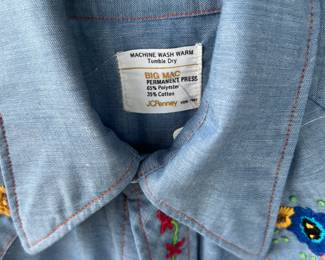 MACHINE WASH WARM
Tumble Dry
BIG MAC
PERMANENT PRESS
65% Polyester
35% Cotton
JCPenney